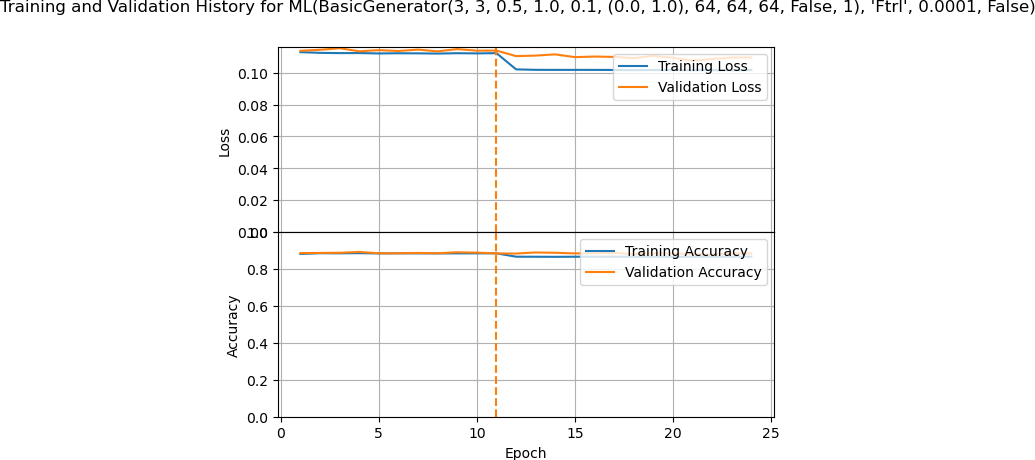 Training and Validation History for ML(BasicGenerator(3, 3, 0.5, 1.0, 0.1, (0.0, 1.0), 64, 64, 64, False, 1), 'Ftrl', 0.0001, False)
0.10
0.08
0.06
0.04
0.02
0.00
Loss
Training Loss
Validation Loss
1.0
0.8
0.6
0.4
0.2
0.0
Accuracy
Training Accuracy
Validation Accuracy
0 5 10 15 20 25
Epoch